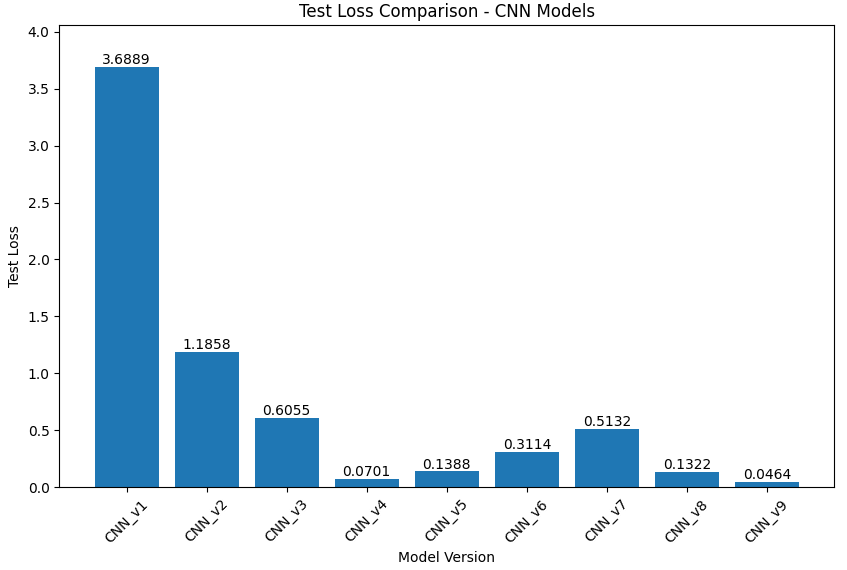 Test Loss Comparison - CNN Models
4.0
3.5
3.0
2.5
2.0
1.5
1.0
0.5
0.0
Test Loss
3.6889
1.1858
0.6055
0.0701
0.1388
0.3114
0.5132
0.1322
0.0464
CNN_v1
CNN_v2
CNN_v3
CNN_v4
CNN_v5
CNN_v6
CNN_v7
CNN_v8
CNN_v9
Model Version